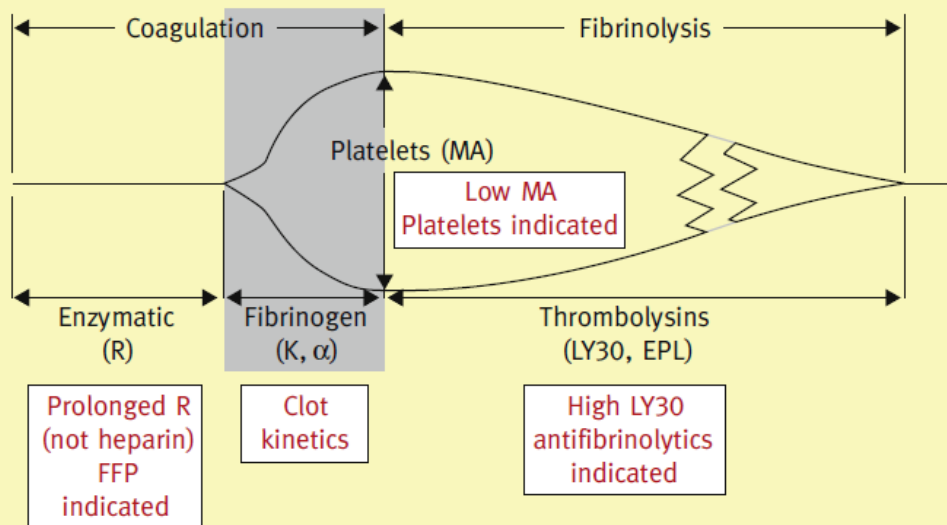 Coagulation
Fibrinolysis
Platelets (MA)
Low MA
Platelets indicated
Enzymatic
(R)
Fibrinogen
(K, α)
Thrombolysins
(LY30, EPL)
Prolonged R
(not heparin)
FFP
indicated
Clot
kinetics
High LY30
antifibrinolytics
indicated